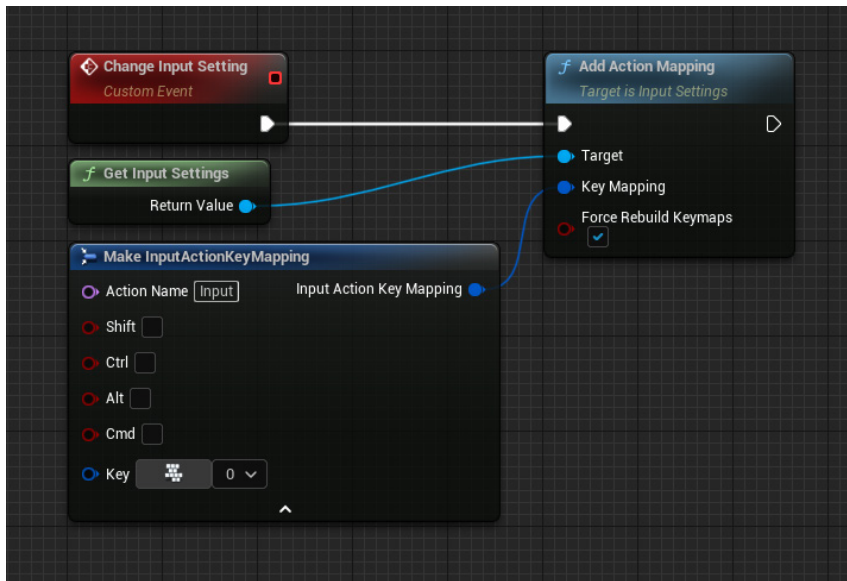 Change Input Setting
Custom Event
Add Action Mapping
Target is Input Settings
Target
Key Mapping
Force Rebuild Keymaps
Get Input Settings
Return Value
Make InputActionKeyMapping
Action Name Input
Input Action Key Mapping
Shift
Ctrl
Alt
Cmd
Key 0